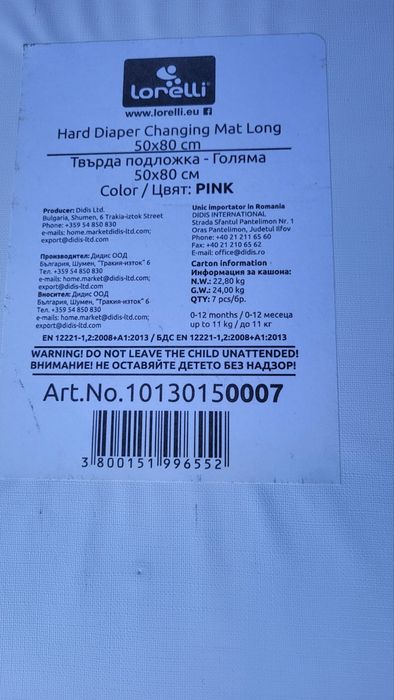 lorelli
www.lorelli.eu
Hard Diaper Changing Mat Long
50x80 cm
Твърда подложка - Голяма
50x80 см
Color / Цвят: PINK
Producer: Didis Ltd.
Bulgaria, Shumen, 6 Trakia-iztok Street
Phone: +359 54 850 830
e-mails: home.marketdidis-ltd.com;
export@didis-ltd.com
Производител: Дидис ООД
България, Шумен, "Тракия-изток" 6
Тел. +359 54 850 830
e-mails: home.market@didis-ltd.com;
export@didis-ltd.com
Вносител: Дидис ООД
България, Шумен, "Тракия-изток" 6
Тел. +359 54 850 830
e-mails: home.market@didis-ltd.com;
export@didis-ltd.com
Unic importator in Romania
DIDIS INTERNATIONAL
Strada Sfantul Pantelimon Nr. 1
Oras Pantelimon, Judetul Ilfov
Phone: +40 21 211 65 60
Fax: +40 21 210 65 62
E-mail: office@didis.ro
Carton information
Информация за кашона:
N.W.: 22,80 kg
G.W.: 24,00 kg
QTY: 7 pcs/бр.
0-12 months / 0-12 месеца
up to 11 kg / до 11 кг
EN 12221-1,2:2008+A1:2013 / БДС EN 12221-1,2:2008+A1:2013
WARNING! DO NOT LEAVE THE CHILD UNATTENDED!
ВНИМАНИЕ! НЕ ОСТАВЯЙТЕ ДЕТЕТО БЕЗ НАДЗОР!
Art.No.10130150007
3 800151 996552